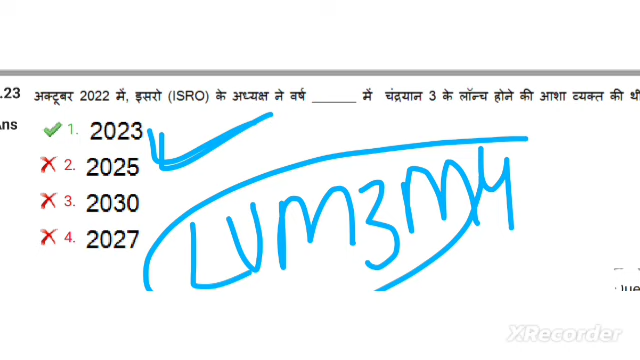 .23 अक्टूबर 2022 में, इसरो (ISRO) के अध्यक्ष ने वर्ष ______ में चंद्रयान 3 के लॉन्च होने की आशा व्यक्त की थी
Ans
1. 2023
2. 2025
3. 2030
4. 2027
LVM3M4
XRecorder